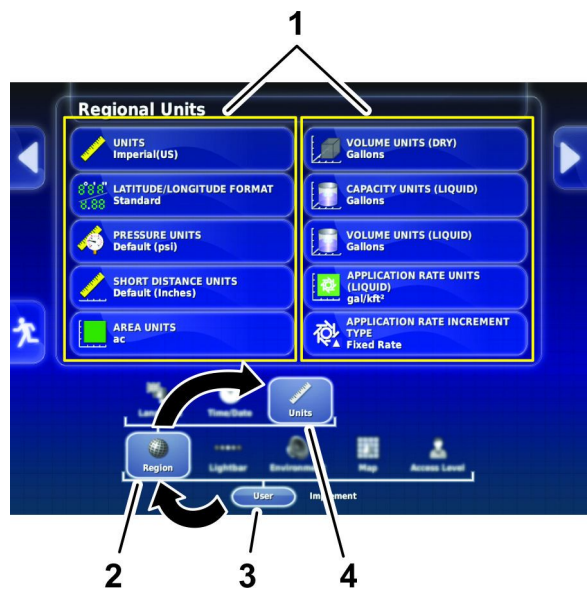 1
Regional Units
UNITS
Imperial(US)
VOLUME UNITS (DRY)
Gallons
LATITUDE/LONGITUDE FORMAT
Standard
CAPACITY UNITS (LIQUID)
Gallons
PRESSURE UNITS
Default (psi)
VOLUME UNITS (LIQUID)
Gallons
SHORT DISTANCE UNITS
Default (Inches)
APPLICATION RATE UNITS
(LIQUID)
gal/kft²
AREA UNITS
ac
APPLICATION RATE INCREMENT
TYPE
Fixed Rate
Time/Date
Units
Region
Lightbar
Map
Access Level
User
2
3
4